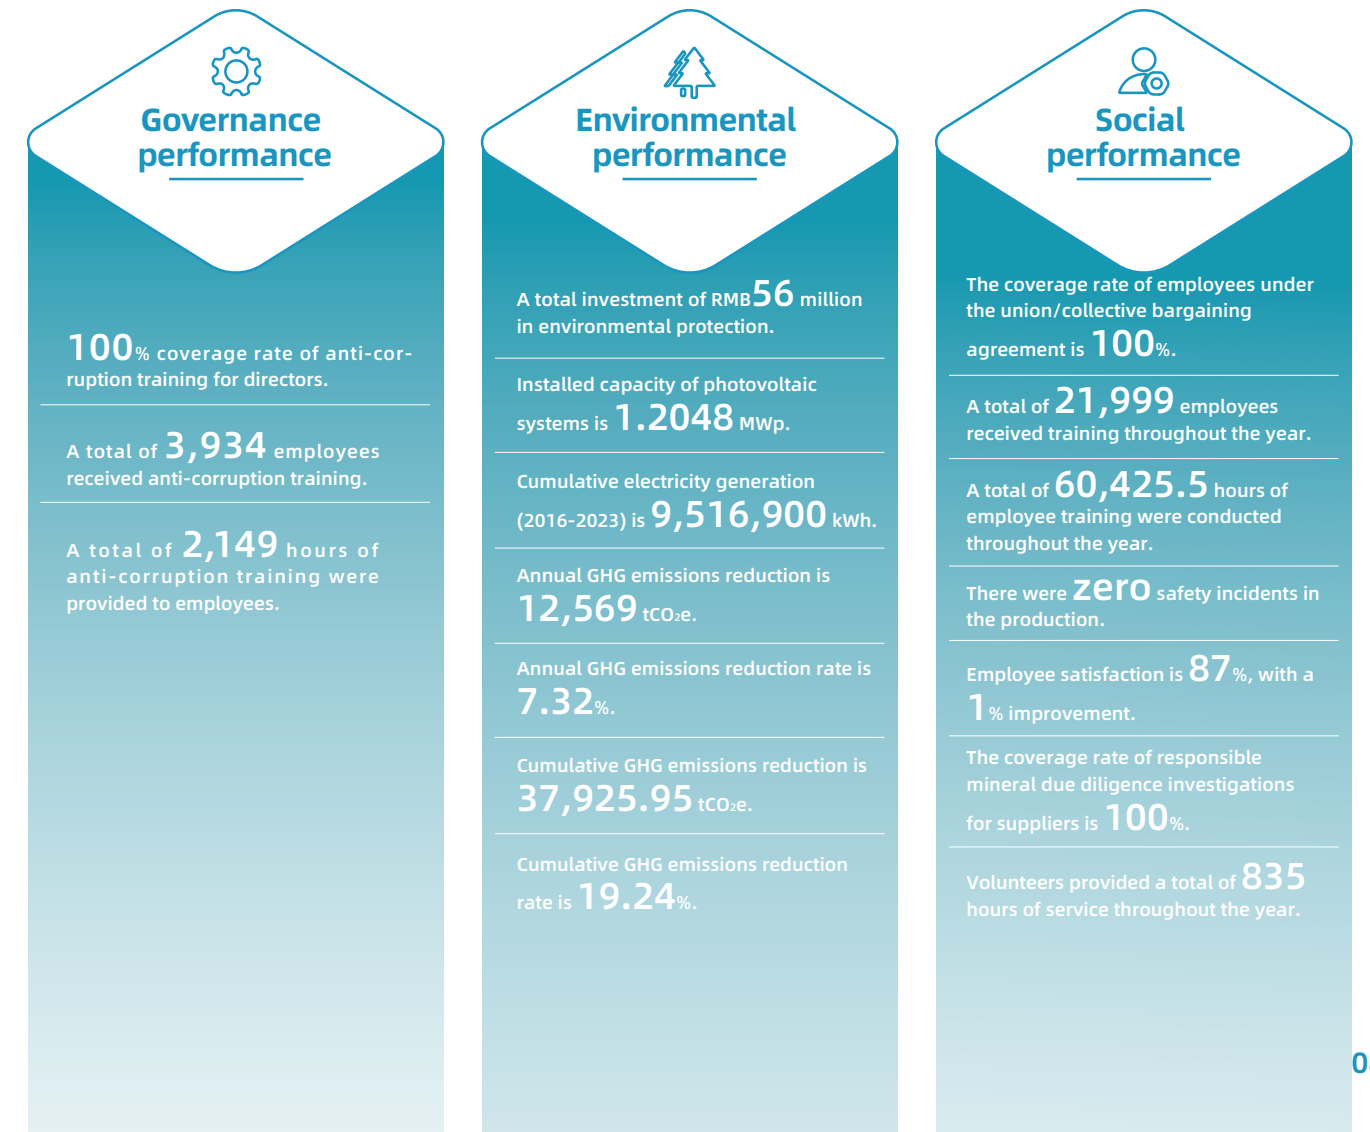 Governance
performance
100% coverage rate of anti-cor-
ruption training for directors.
A total of 3,934 employees
received anti-corruption training.
A total of 2,149 hours of
anti-corruption training were
provided to employees.
Environmental
performance
A total investment of RMB56 million
in environmental protection.
Installed capacity of photovoltaic
systems is 1.2048 MWp.
Cumulative electricity generation
(2016-2023) is 9,516,900 kWh.
Annual GHG emissions reduction is
12,569 tCO₂e.
Annual GHG emissions reduction rate is
7.32%.
Cumulative GHG emissions reduction is
37,925.95 tCO₂e.
Cumulative GHG emissions reduction
rate is 19.24%.
Social
performance
The coverage rate of employees under
the union/collective bargaining
agreement is 100%.
A total of 21,999 employees
received training throughout the year.
A total of 60,425.5 hours of
employee training were conducted
throughout the year.
There were zero safety incidents in
the production.
Employee satisfaction is 87%, with a
1% improvement.
The coverage rate of responsible
mineral due diligence investigations
for suppliers is 100%.
Volunteers provided a total of 835
hours of service throughout the year.